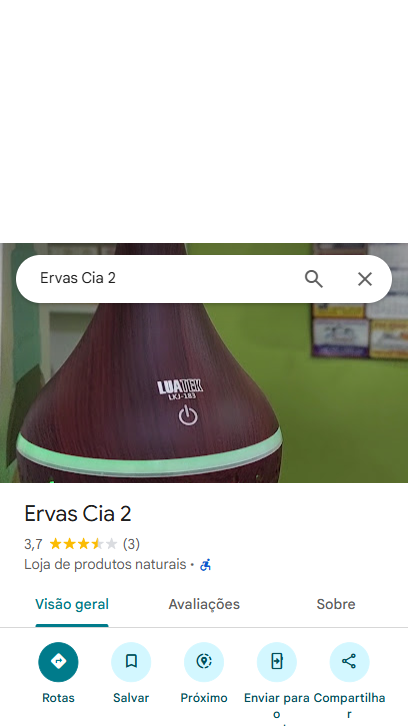 Ervas Cia 2
LUATEK
LKJ-183
Ervas Cia 2
3,7 (3)
Loja de produtos naturais ·
Visão geral Avaliações Sobre
Rotas Salvar Próximo Enviar para o Compartilhar